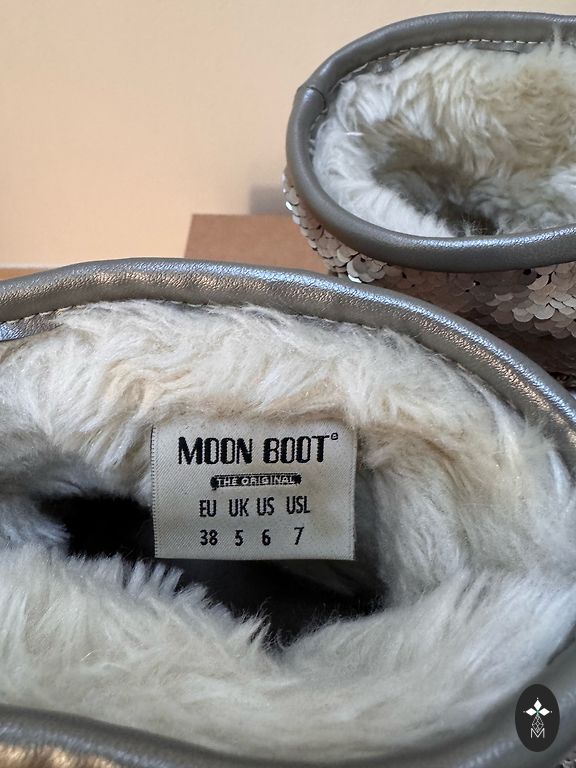 MOON BOOT®
THE ORIGINAL
EU UK US USL
38 5 6 7
M